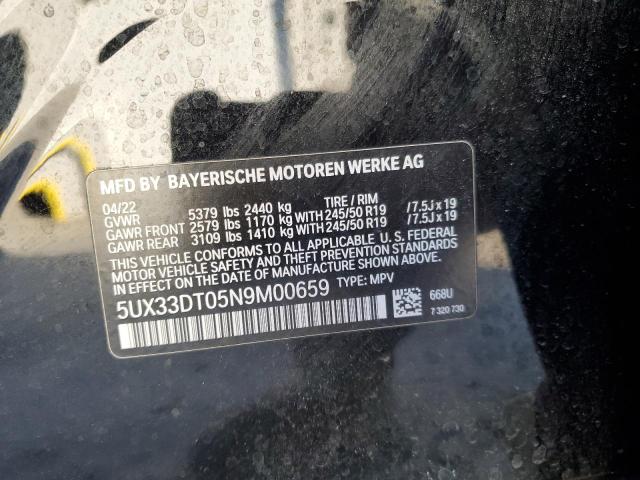 MFD BY BAYERISCHE MOTOREN WERKE AG
04/22 TIRE / RIM
GVWR 5379 lbs 2440 kg
GAWR FRONT 2579 lbs 1170 kg WITH 245/50 R19 /7.5J x 19
GAWR REAR 3109 lbs 1410 kg WITH 245/50 R19 /7.5J x 19
THIS VEHICLE CONFORMS TO ALL APPLICABLE U.S. FEDERAL
MOTOR VEHICLE SAFETY AND THEFT PREVENTION STANDARDS
IN EFFECT ON THE DATE OF MANUFACTURE SHOWN ABOVE.
5UX33DT05N9M00659 TYPE: MPV
668U
7 320 730